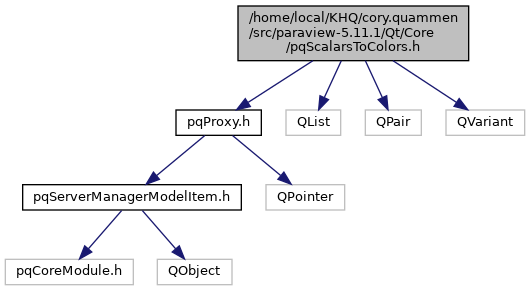 /home/local/KHQ/cory.quammen
/src/paraview-5.11.1/Qt/Core
/pqScalarsToColors.h
pqProxy.h
QList
QPair
QVariant
pqServerManagerModelItem.h
QPointer
pqCoreModule.h
QObject